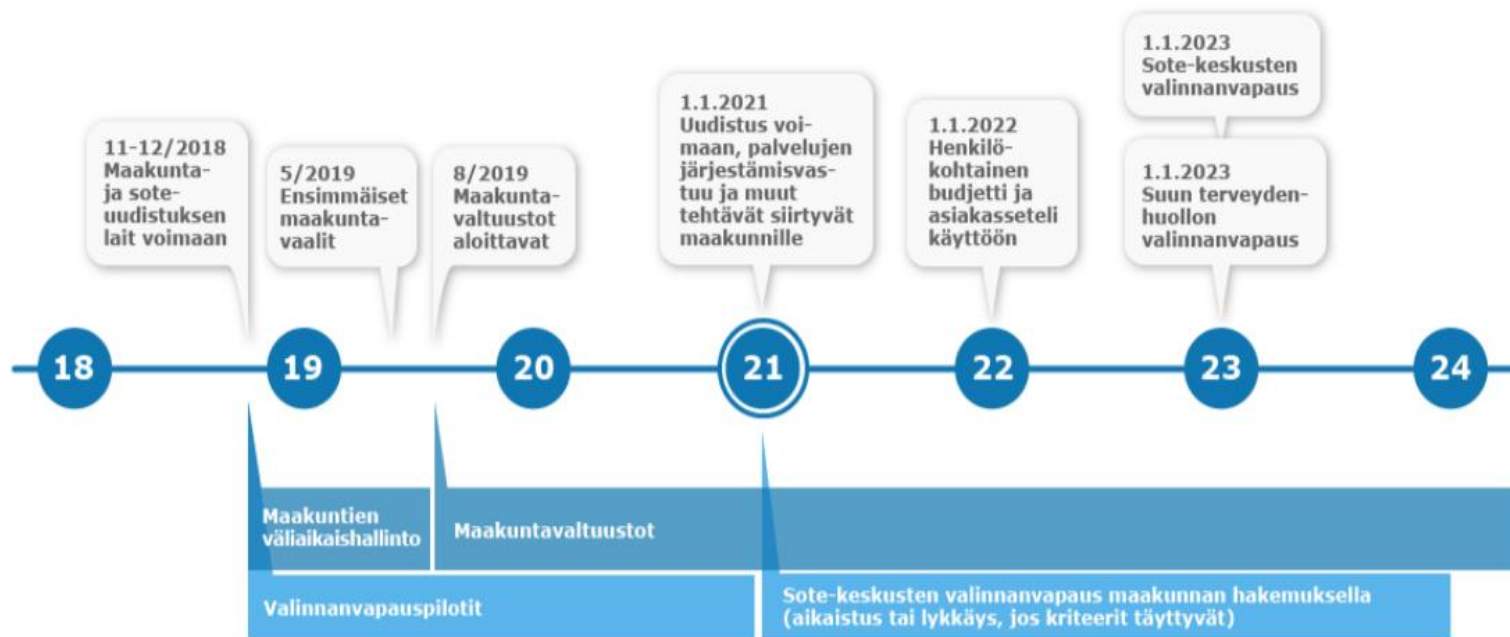 11-12/2018
Maakunta-
ja sote-
uudistuksen
lait voimaan
5/2019
Ensimmäiset
maakunta-
vaalit
8/2019
Maakunta-
valtuustot
aloittavat
1.1.2021
Uudistus voi-
maan, palvelujen
järjestämisvas-
tuu ja muut
tehtävät siirtyvät
maakunnille
1.1.2022
Henkilö-
kohtainen
budjetti ja
asiakasseteli
käyttöön
1.1.2023
Sote-keskusten
valinnanvapaus
1.1.2023
Suun terveyden-
huollon
valinnanvapaus
18
19
20
21
22
23
24
Maakuntien
väliaikaishallinto
Maakuntavaltuustot
Valinnanvapauspilotit
Sote-keskusten valinnanvapaus maakunnan hakemuksella
(aikaistus tai lykkäys, jos kriteerit täyttyvät)